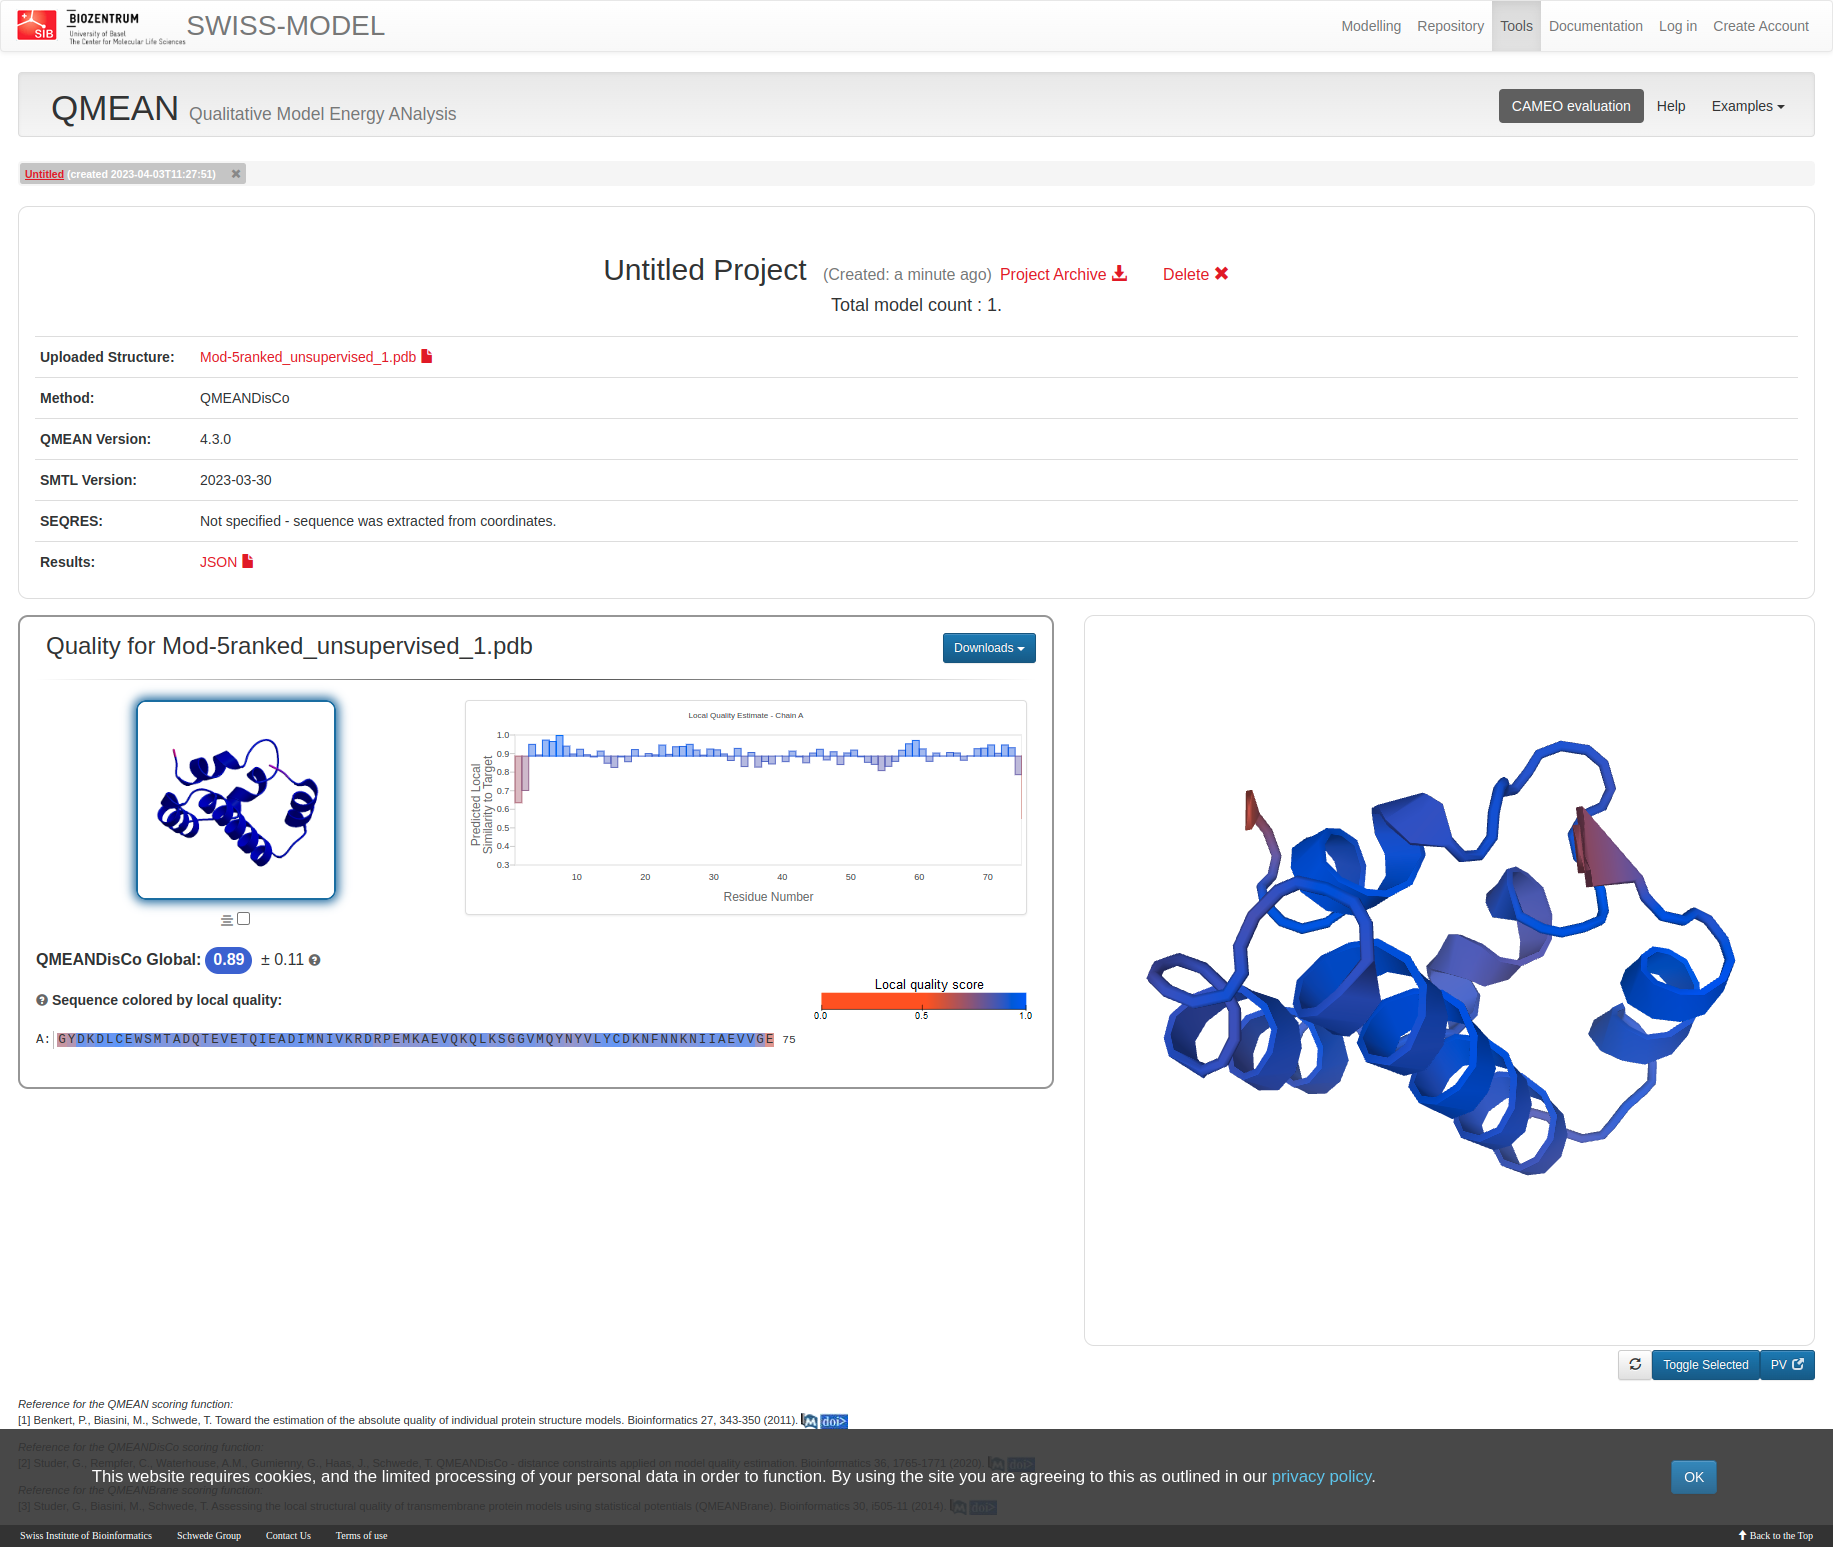 SIB BIOZENTRUM
University of Basel
The Center for Molecular Life Sciences
SWISS-MODEL
Modelling Repository Tools Documentation Log in Create Account
QMEAN Qualitative Model Energy ANalysis
CAMEO evaluation Help Examples
Untitled (created 2023-04-03T11:27:51)
Untitled Project (Created: a minute ago) Project Archive Delete
Total model count : 1.
Uploaded Structure: Mod-5ranked_unsupervised_1.pdb
Method: QMEANDisCo
QMEAN Version: 4.3.0
SMTL Version: 2023-03-30
SEQRES: Not specified - sequence was extracted from coordinates.
Results: JSON
Quality for Mod-5ranked_unsupervised_1.pdb
Downloads
Local Quality Estimate - Chain A
Predicted Local
Similarity to Target
1.0
0.9
0.8
0.7
0.6
0.5
0.4
0.3
10 20 30 40 50 60 70
Residue Number
QMEANDisCo Global: 0.89 ± 0.11
Sequence colored by local quality:
Local quality score
0.0 0.5 1.0
A: GYDKDLCEWSMTADQTEVETQIEADIMNIVKRDRPEMKAEVQKQLKSGGVMQYNYVLYCDKNFNNKNIIAEVVGE 75
Toggle Selected PV
Reference for the QMEAN scoring function:
[1] Benkert, P., Biasini, M., Schwede, T. Toward the estimation of the absolute quality of individual protein structure models. Bioinformatics 27, 343-350 (2011). doi>
Reference for the QMEANDisCo scoring function:
[2] Studer, G., Rempfer, C., Waterhouse, A.M., Gumienny, G., Haas, J., Schwede, T. QMEANDisCo - distance constraints applied on model quality estimation. Bioinformatics 36, 1765-1771 (2020). doi>
This website requires cookies, and the limited processing of your personal data in order to function. By using the site you are agreeing to this as outlined in our privacy policy.
OK
Reference for the QMEANBrane scoring function:
[3] Studer, G., Biasini, M., Schwede, T. Assessing the local structural quality of transmembrane protein models using statistical potentials (QMEANBrane). Bioinformatics 30, i505-11 (2014). doi>
Swiss Institute of Bioinformatics Schwede Group Contact Us Terms of use Back to the Top